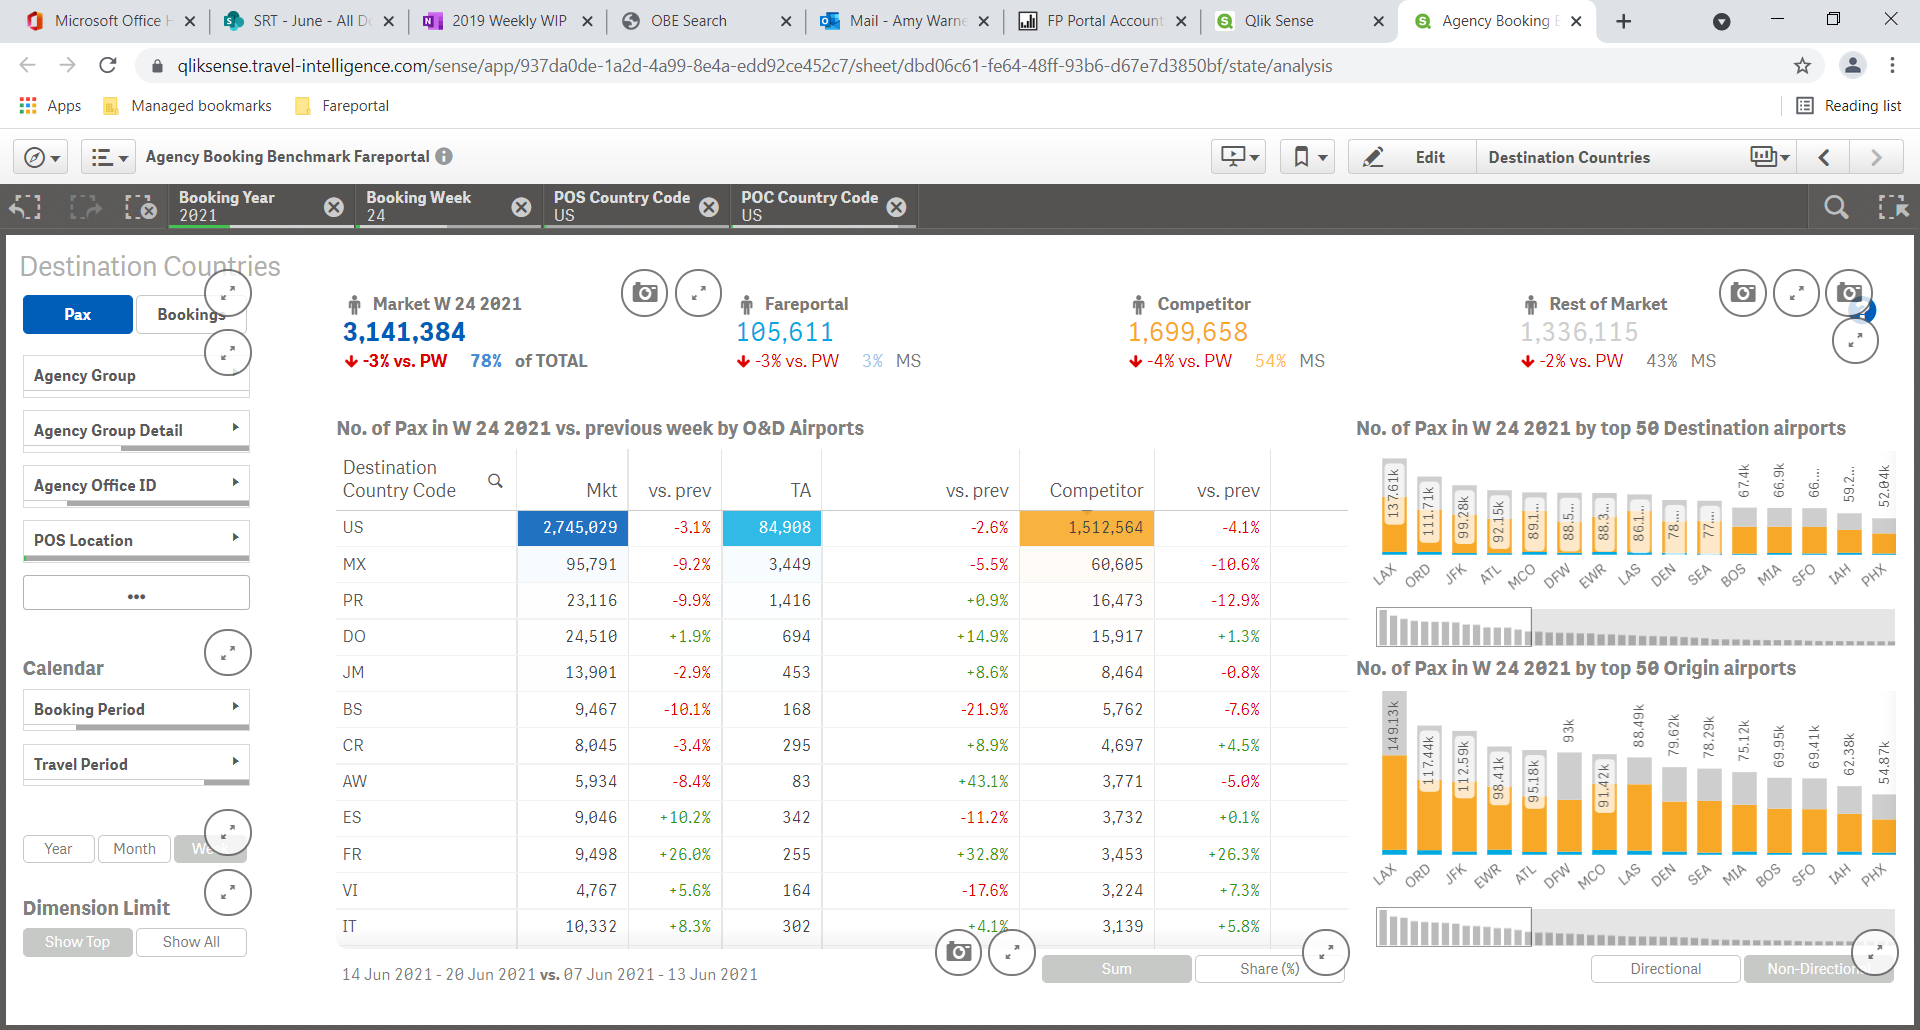 Microsoft Office H
SRT - June - All Do
2019 Weekly WIP
OBE Search
Mail - Amy Warne
FP Portal Account
Qlik Sense
Agency Booking B
qliksense.travel-intelligence.com/sense/app/937da0de-1a2d-4a99-8e4a-edd92ce452c7/sheet/dbd06c61-fe64-48ff-93b6-d67e7d3850bf/state/analysis
Apps
Managed bookmarks
Fareportal
Reading list
Agency Booking Benchmark Fareportal
Edit
Destination Countries
Booking Year
2021
Booking Week
24
POS Country Code
US
POC Country Code
US
Destination Countries
Pax
Bookings
Agency Group
Agency Group Detail
Agency Office ID
POS Location
•••
Calendar
Booking Period
Travel Period
Year
Month
Dimension Limit
Show Top
Show All
Market W 24 2021
3,141,384
-3% vs. PW 78% of TOTAL
Fareportal
105,611
-3% vs. PW 3% MS
Competitor
1,699,658
-4% vs. PW 54% MS
Rest of Market
1,336,115
-2% vs. PW 43% MS
No. of Pax in W 24 2021 vs. previous week by O&D Airports
Destination Country Code Mkt vs. prev TA vs. prev Competitor vs. prev
US 2,745,029 -3.1% 84,908 -2.6% 1,512,564 -4.1%
MX 95,791 -9.2% 3,449 -5.5% 60,605 -10.6%
PR 23,116 -9.9% 1,416 +0.9% 16,473 -12.9%
DO 24,510 +1.9% 694 +14.9% 15,917 +1.3%
JM 13,901 -2.9% 453 +8.6% 8,464 -0.8%
BS 9,467 -10.1% 168 -21.9% 5,762 -7.6%
CR 8,045 -3.4% 295 +8.9% 4,697 +4.5%
AW 5,934 -8.4% 83 +43.1% 3,771 -5.0%
ES 9,046 +10.2% 342 -11.2% 3,732 +0.1%
FR 9,498 +26.0% 255 +32.8% 3,453 +26.3%
VI 4,767 +5.6% 164 -17.6% 3,224 +7.3%
IT 10,332 +8.3% 302 +4.1% 3,139 +5.8%
14 Jun 2021 - 20 Jun 2021 vs. 07 Jun 2021 - 13 Jun 2021
Sum
Share (%)
No. of Pax in W 24 2021 by top 50 Destination airports
137.61k 111.71k 99.28k 92.15k 89.1... 88.5... 88.3... 86.1... 78.... 77.... 67.4k 66.9k 66.... 59.2... 52.04k
LAX ORD JFK ATL MCO DFW EWR LAS DEN SEA BOS MIA SFO IAH PHX
No. of Pax in W 24 2021 by top 50 Origin airports
149.13k 117.44k 112.59k 98.41k 95.18k 93k 91.42k 88.49k 79.62k 78.29k 75.12k 69.95k 69.41k 62.38k 54.87k
LAX ORD JFK EWR ATL DFW MCO LAS DEN SEA MIA BOS SFO IAH PHX
Directional
Non-Directional